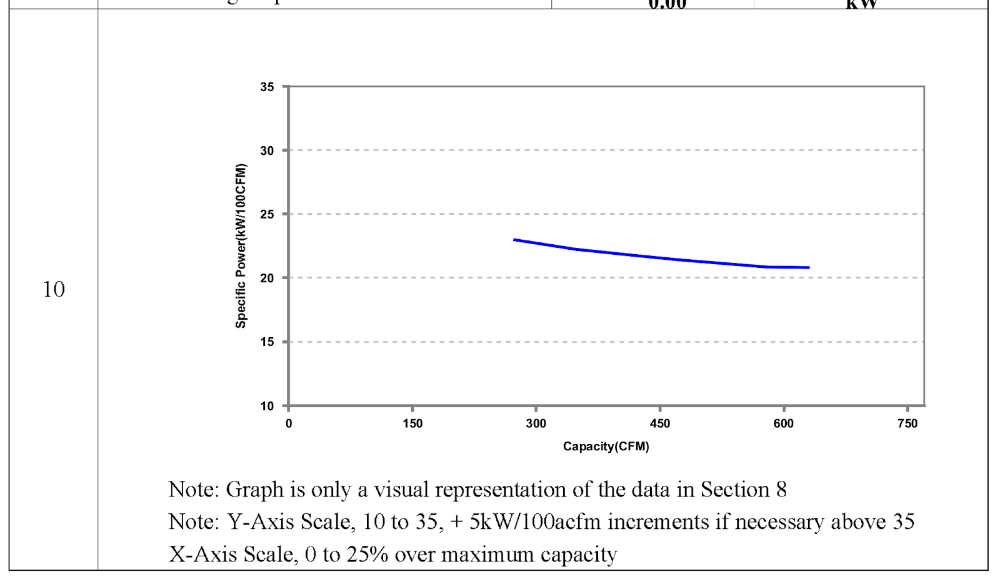 0.00 kW
35
30
25
20
15
10
Specific Power(kW/100CFM)
0 150 300 450 600 750
Capacity(CFM)
10
Note: Graph is only a visual representation of the data in Section 8
Note: Y-Axis Scale, 10 to 35, + 5kW/100acfm increments if necessary above 35
X-Axis Scale, 0 to 25% over maximum capacity